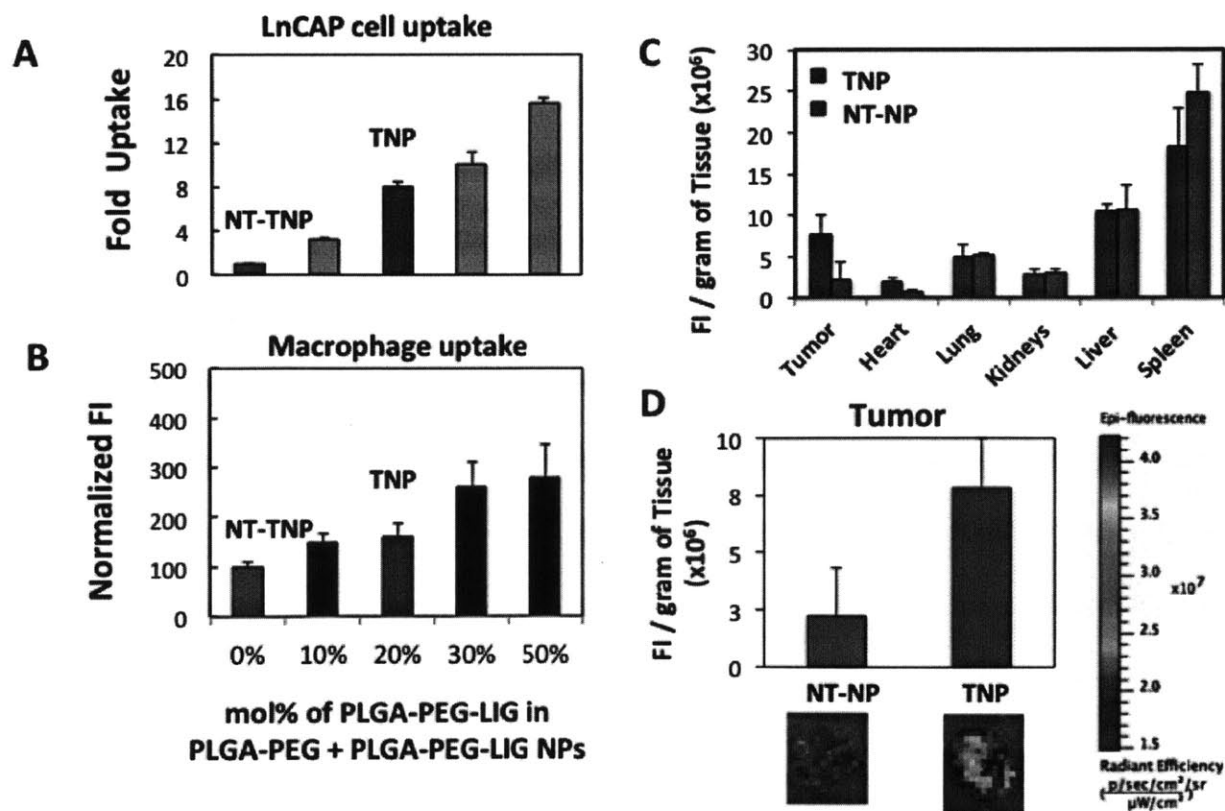 A
LnCAP cell uptake
Fold Uptake
20
16
12
8
4
0
NT-TNP
TNP
B
Macrophage uptake
Normalized FI
500
400
300
200
100
0
NT-TNP
TNP
0% 10% 20% 30% 50%
mol% of PLGA-PEG-LIG in
PLGA-PEG + PLGA-PEG-LIG NPs
C
FI / gram of Tissue (x10⁶)
30
25
20
15
10
5
0
TNP
NT-NP
Tumor Heart Lung Kidneys Liver Spleen
D
Tumor
FI / gram of Tissue
(x10⁶)
10
8
5
3
0
NT-NP TNP
Epi-fluorescence
4.0
3.5
3.0
x10⁷
2.5
2.0
1.5
Radiant Efficiency
(p/sec/cm²/sr
µW/cm²)